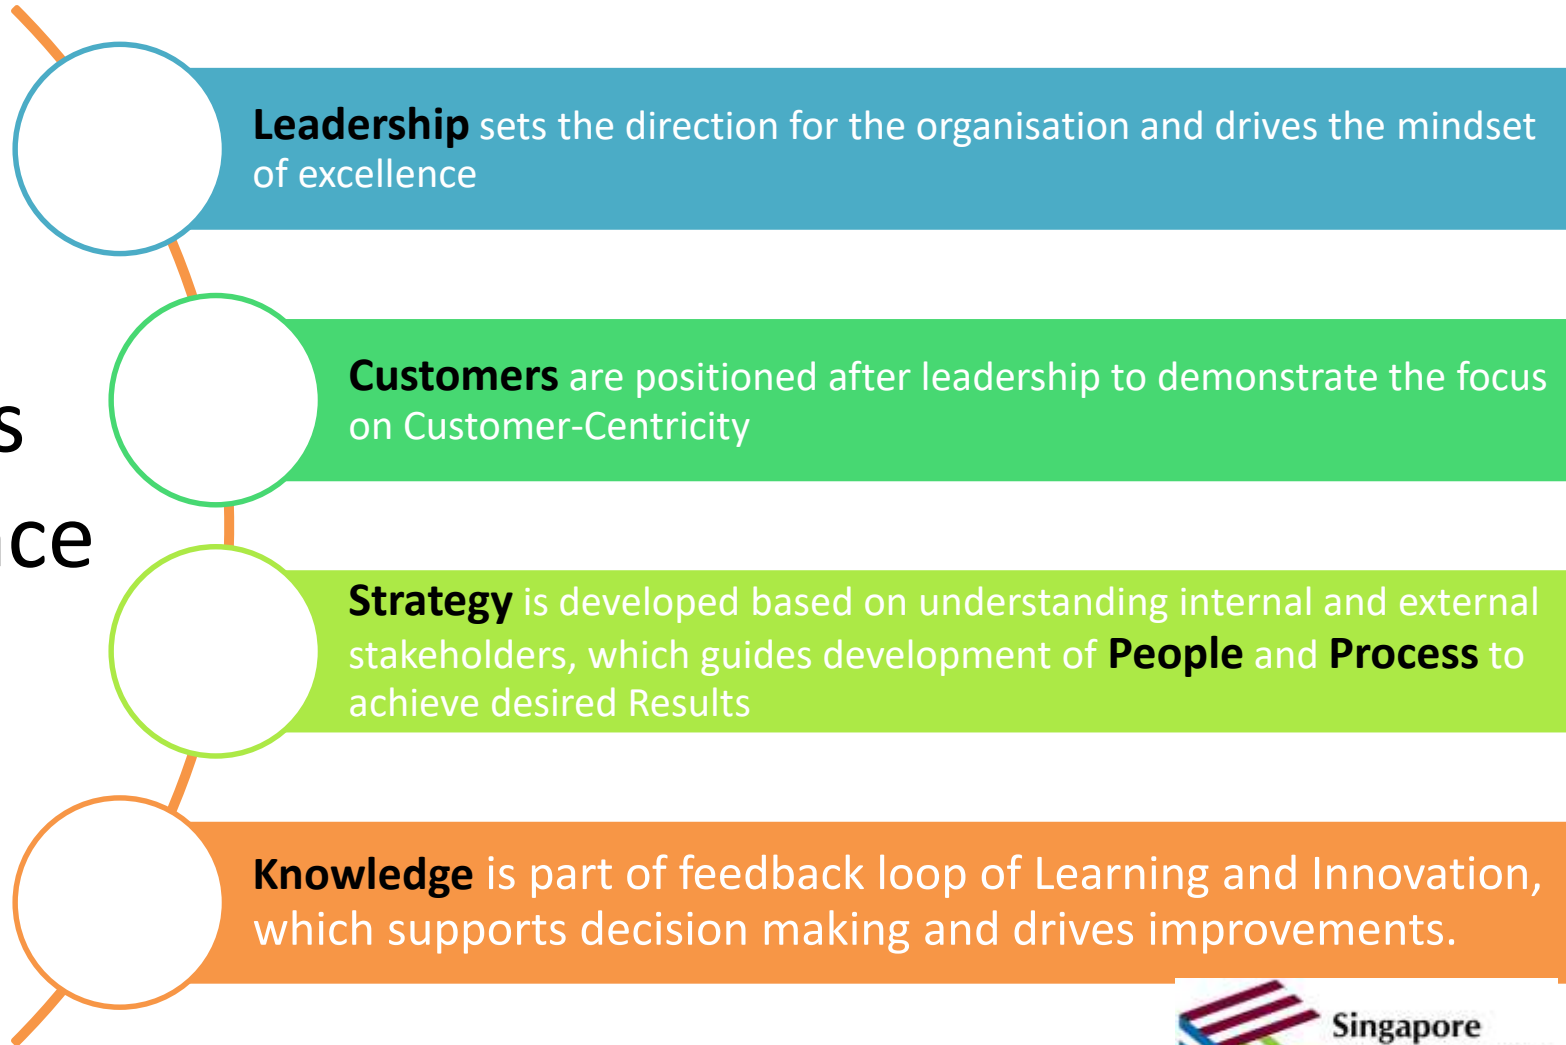 Leadership sets the direction for the organisation and drives the mindset
of excellence
Customers are positioned after leadership to demonstrate the focus
on Customer-Centricity
Strategy is developed based on understanding internal and external
stakeholders, which guides development of People and Process to
achieve desired Results
Knowledge is part of feedback loop of Learning and Innovation,
which supports decision making and drives improvements.
Singapore